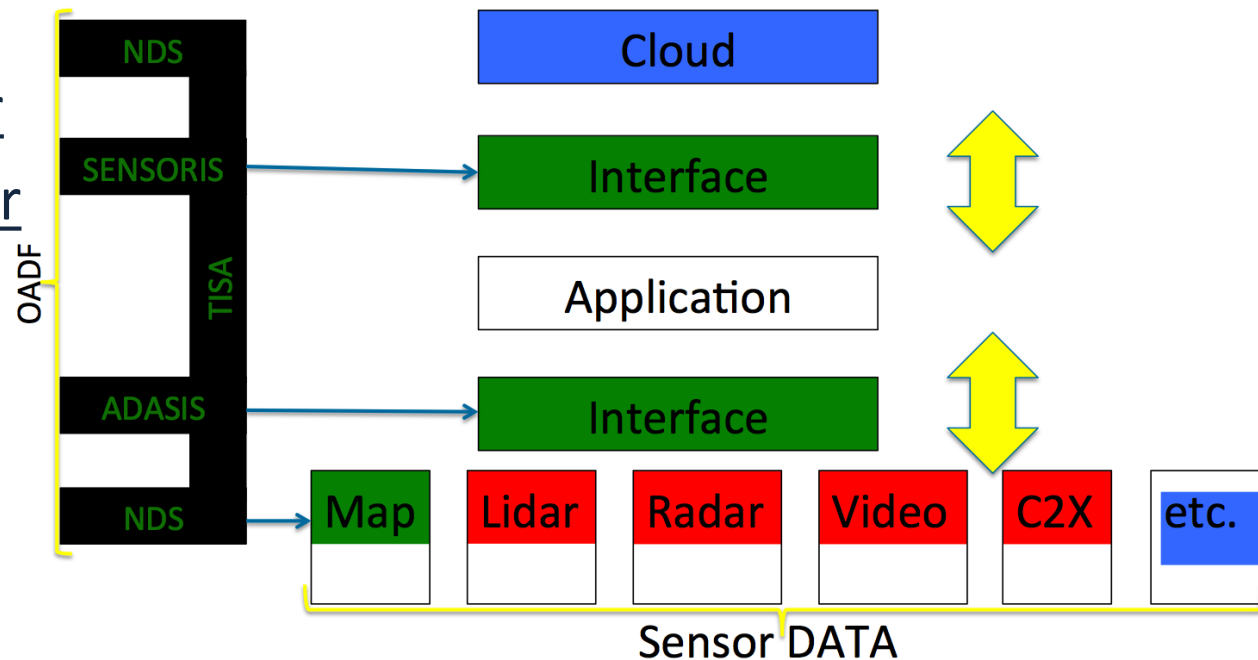 NDS
SENSORIS
TISA
ADASIS
NDS
OADF
Cloud
Interface
Application
Interface
Map
Lidar
Radar
Video
C2X
etc.
Sensor DATA